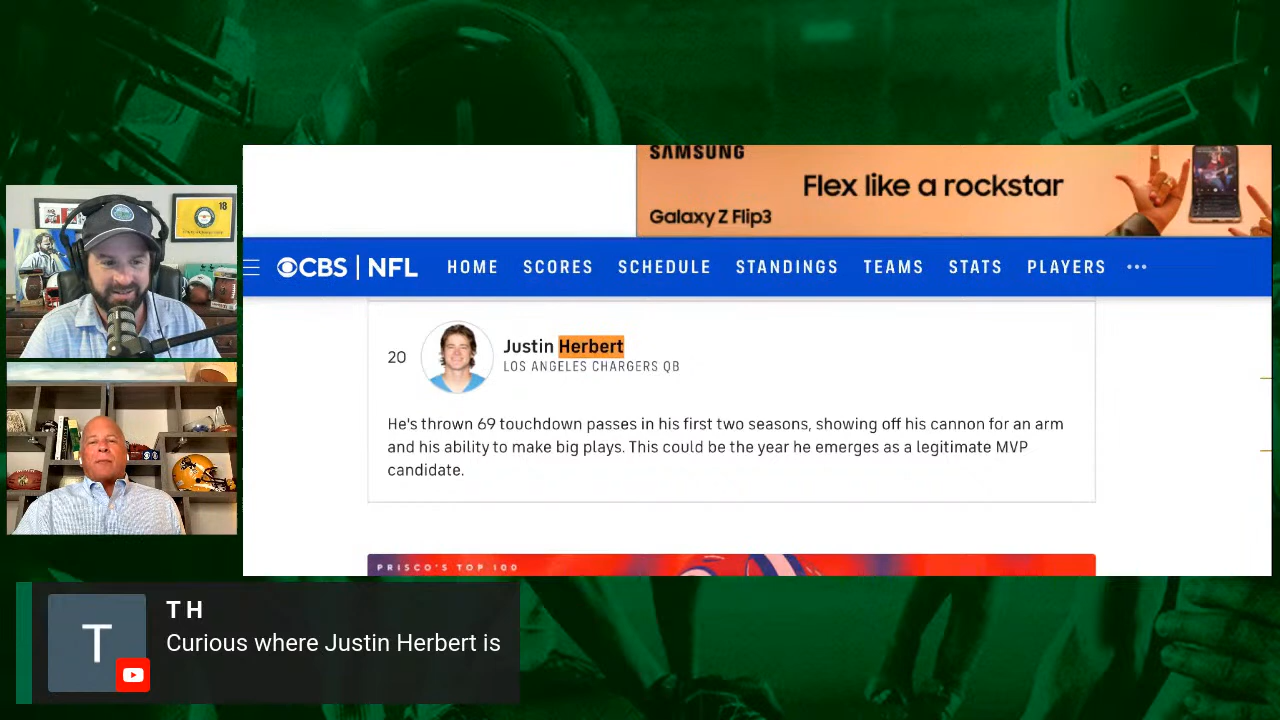 SAMSUNG
Flex like a rockstar
Galaxy Z Flip3
18
CBS | NFL HOME SCORES SCHEDULE STANDINGS TEAMS STATS PLAYERS •••
20
Justin Herbert
LOS ANGELES CHARGERS QB
He's thrown 69 touchdown passes in his first two seasons, showing off his cannon for an arm
and his ability to make big plays. This could be the year he emerges as a legitimate MVP
candidate.
PRISCO'S TOP 100
T
T H
Curious where Justin Herbert is